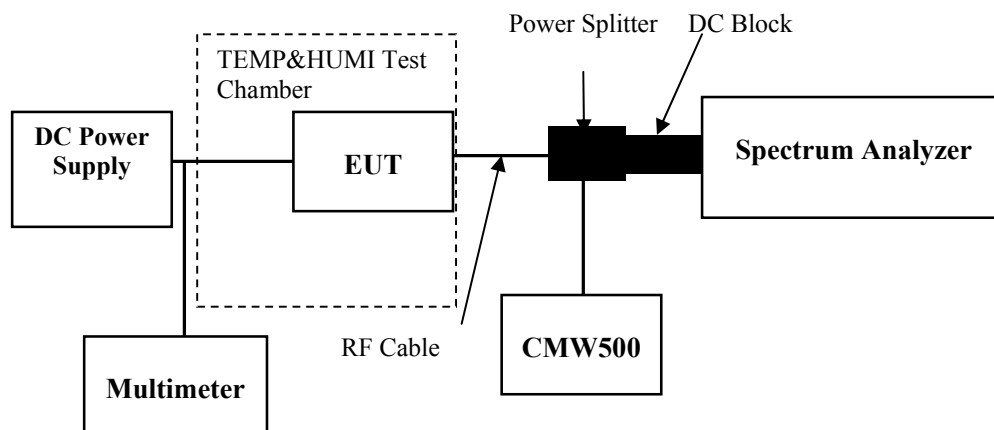 Power Splitter
DC Block
TEMP&HUMI Test
Chamber
DC Power
Supply
EUT
Spectrum Analyzer
RF Cable
CMW500
Multimeter